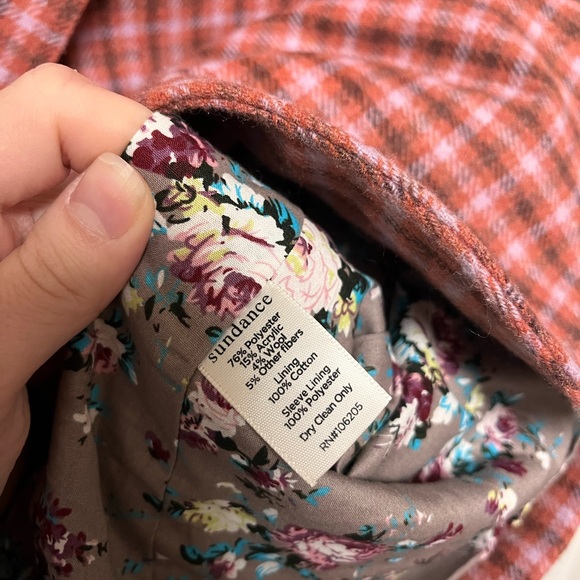 sundance
76% Polyester
15% Acrylic
4% Wool
5% Other fibers
Lining
100% Cotton
Sleeve Lining
100% Polyester
Dry Clean Only
RN#106205